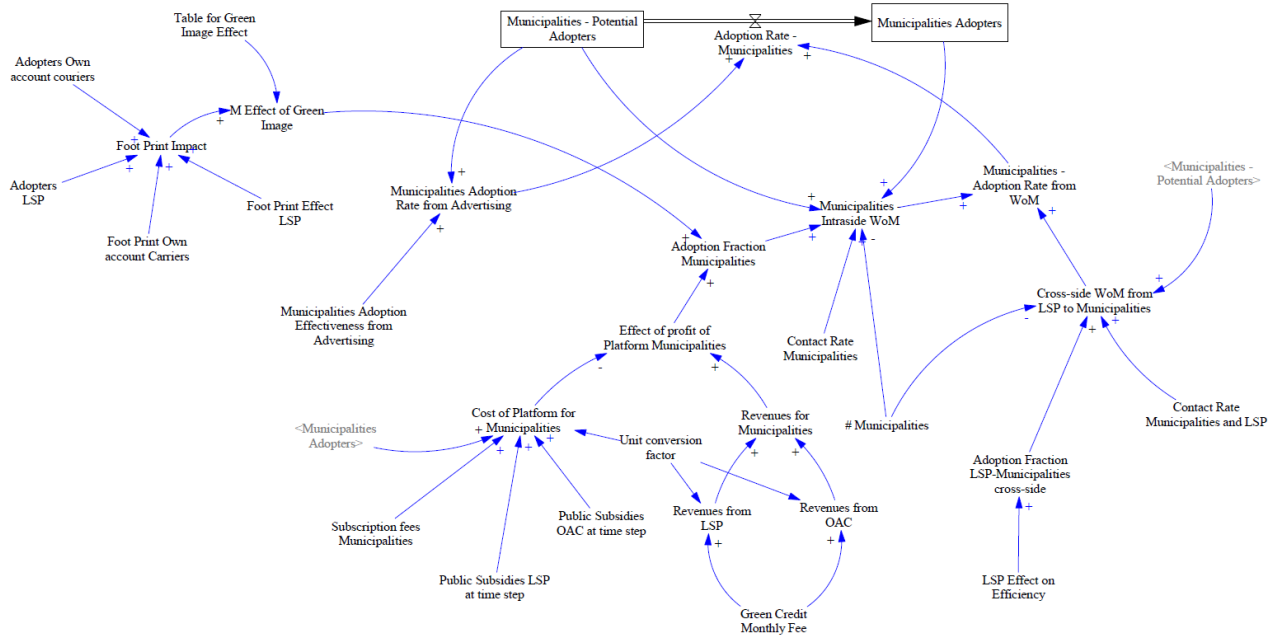 Table for Green
Image Effect
Municipalities - Potential
Adopters
Municipalities Adopters
Adoption Rate -
Municipalities
+
+
Adopters Own
account couriers
M Effect of Green
Image
+
+
Foot Print Impact
+
+
+
Adopters
LSP
Foot Print Effect
LSP
Foot Print Own
account Carriers
+
Municipalities Adoption
Rate from Advertising
+
Municipalities Adoption
Effectiveness from
Advertising
+
+
Municipalities
Intraside WoM
+
+
-
Municipalities -
Adoption Rate from
WoM
+
+
<Municipalities -
Potential Adopters>
+
Adoption Fraction
Municipalities
+
+
Cross-side WoM from
LSP to Municipalities
-
+
+
Effect of profit of
Platform Municipalities
-
+
Contact Rate
Municipalities
Cost of Platform for
Municipalities
+
+
+
+
<Municipalities
Adopters>
Unit conversion
factor
Revenues for
Municipalities
+
+
# Municipalities
Contact Rate
Municipalities and LSP
Adoption Fraction
LSP-Municipalities
cross-side
+
Subscription fees
Municipalities
Public Subsidies
OAC at time step
Revenues from
LSP
+
Revenues from
OAC
+
Public Subsidies LSP
at time step
LSP Effect on
Efficiency
Green Credit
Monthly Fee